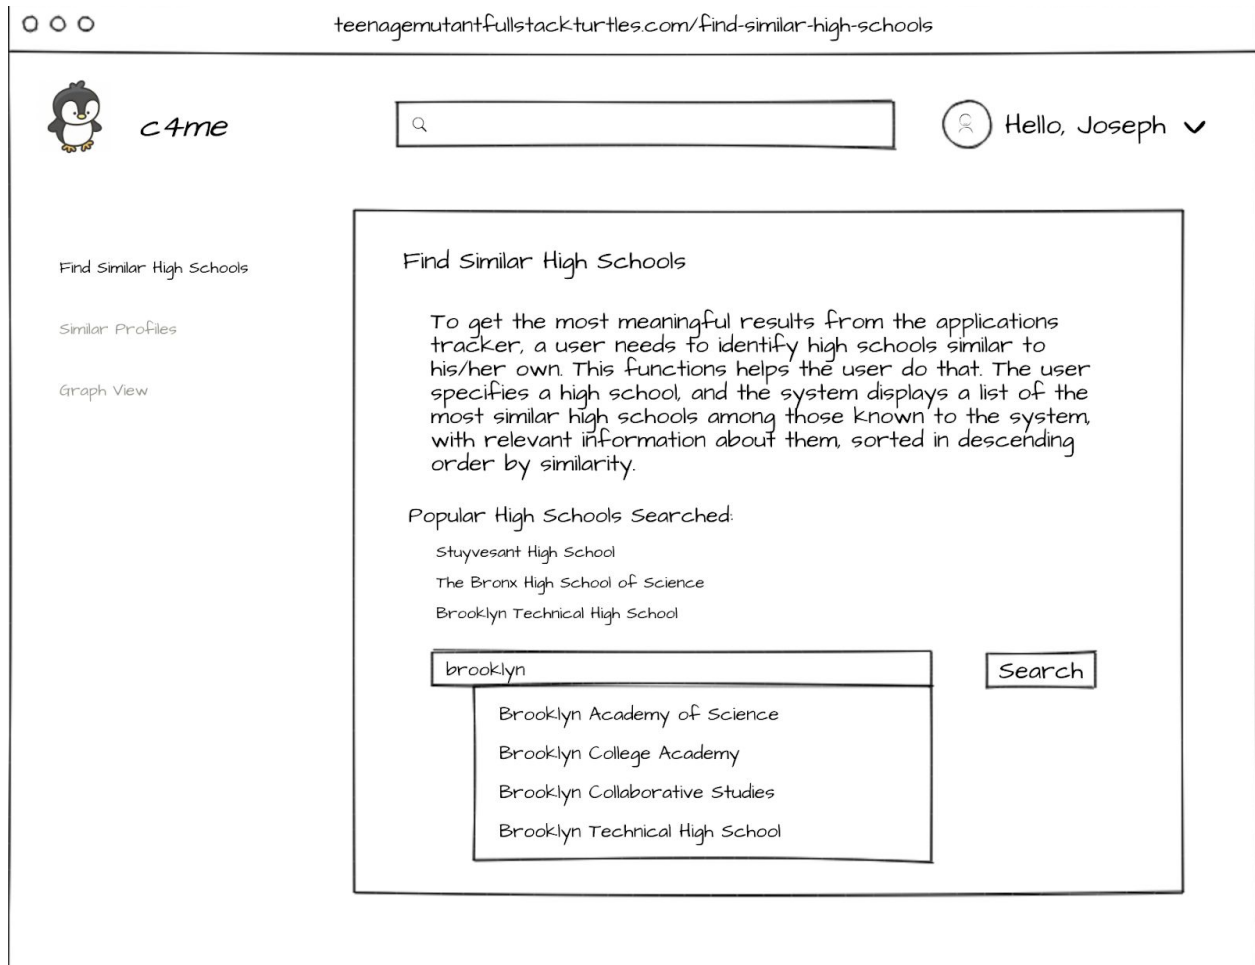 teenagemutantfullstackturtles.com/find-similar-high-schools
c4me
Hello, Joseph
Find Similar High Schools
Similar Profiles
Graph View
Find Similar High Schools
To get the most meaningful results from the applications
tracker, a user needs to identify high schools similar to
his/her own. This functions helps the user do that. The user
specifies a high school, and the system displays a list of the
most similar high schools among those known to the system,
with relevant information about them, sorted in descending
order by similarity.
Popular High Schools Searched:
Stuyvesant High School
The Bronx High School of Science
Brooklyn Technical High School
brooklyn
Search
Brooklyn Academy of Science
Brooklyn College Academy
Brooklyn Collaborative Studies
Brooklyn Technical High School